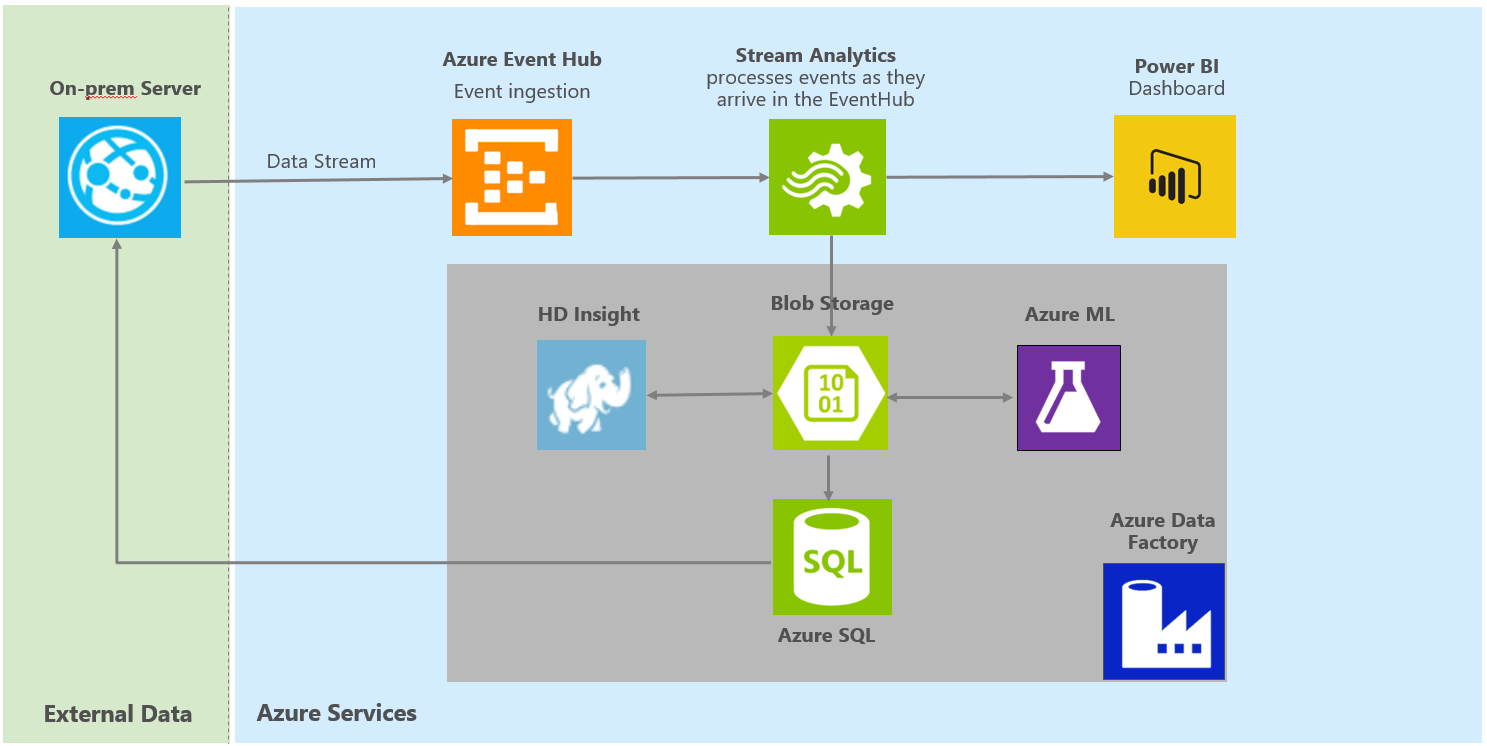 On-prem Server
Data Stream
Azure Event Hub
Event ingestion
Stream Analytics
processes events as they
arrive in the EventHub
Power BI
Dashboard
HD Insight
Blob Storage
10
01
Azure ML
SQL
Azure SQL
Azure Data
Factory
External Data
Azure Services